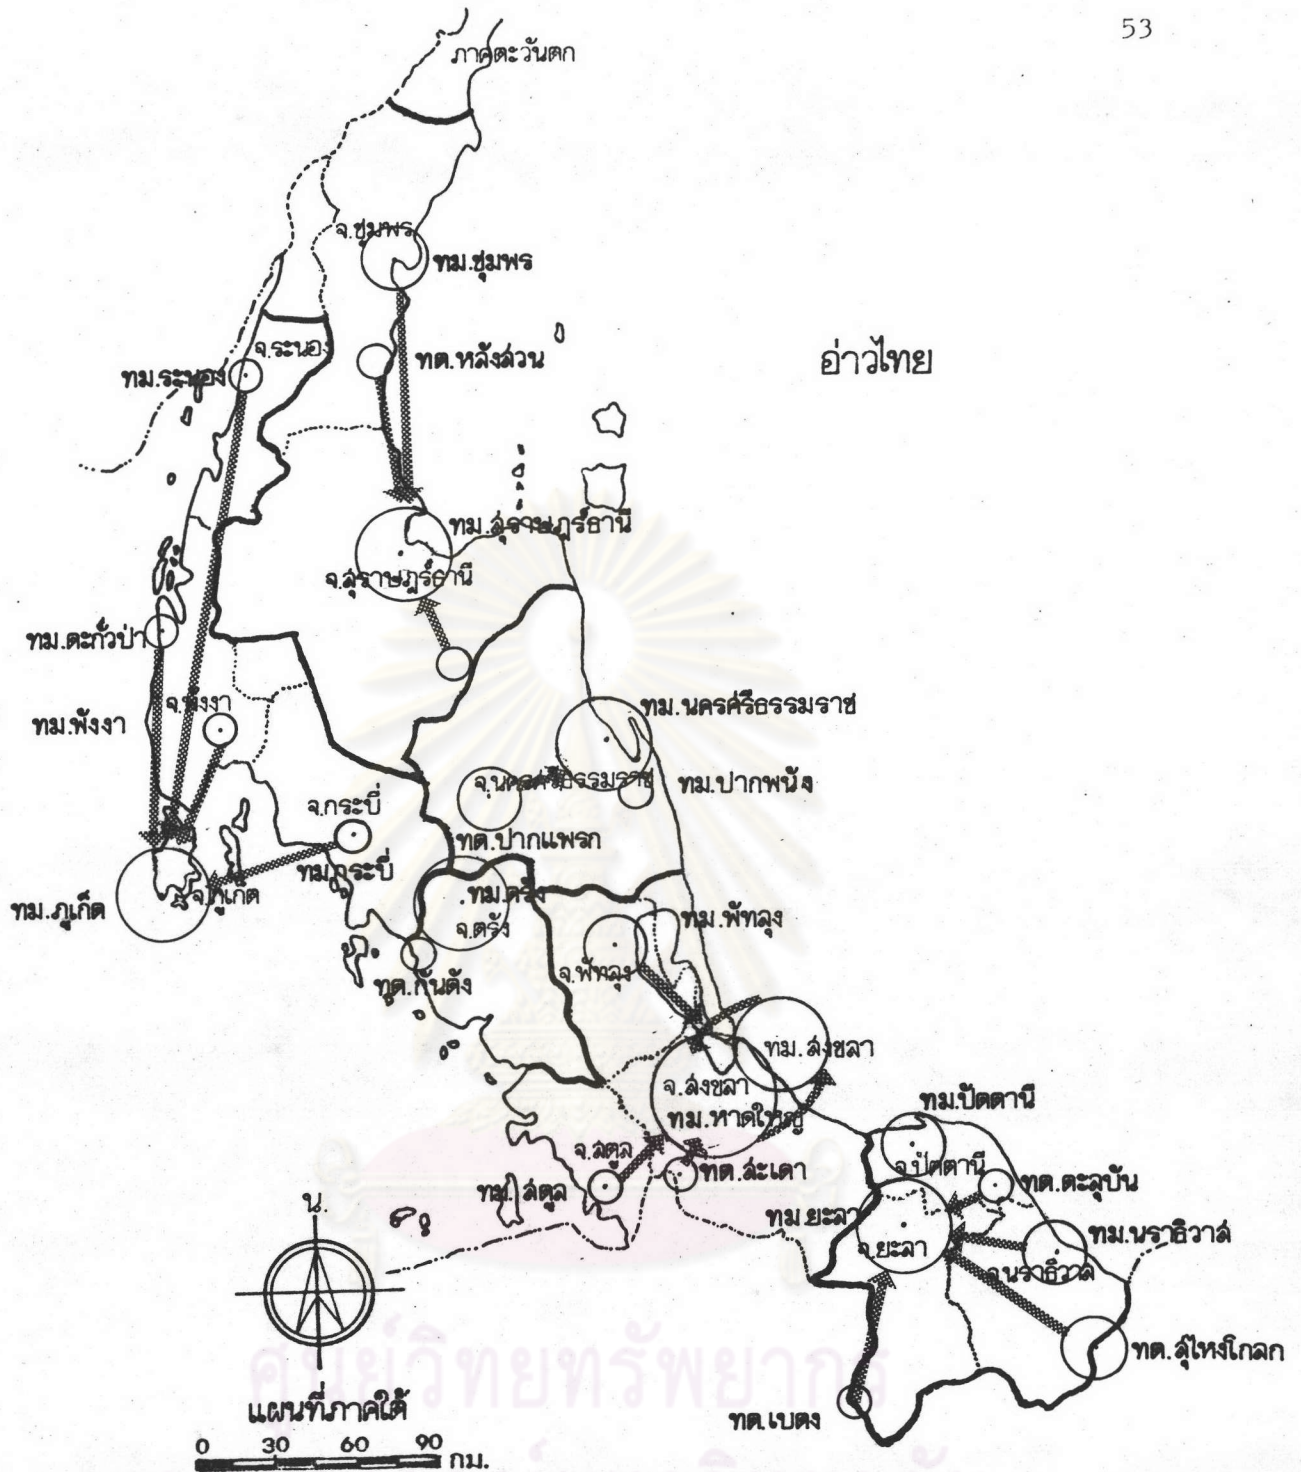 53
ภาคตะวันตก
จ.ชุมพร
ทม.ชุมพร
จ.ระนอง
ทต.หลังสวน
อ่าวไทย
ทม.ระนอง
ทม.สุราษฎร์ธานี
จ.สุราษฎร์ธานี
ทม.ตะกั่วป่า
จ.พังงา
ทม.พังงา
ทม.นครศรีธรรมราช
จ.นครศรีธรรมราช
ทม.ปากพนัง
จ.กระบี่
ทต.ปากแพรก
ทม.กระบี่
จ.ภูเก็ต
ทม.ภูเก็ต
ทม.ตรัง
จ.ตรัง
ทม.พัทลุง
จ.พัทลุง
ทต.กันตัง
ทม.สงขลา
จ.สงขลา
ทม.หาดใหญ่
ทม.ปัตตานี
จ.สตูล
ทต.สะเดา
จ.ปัตตานี
ทต.ตะลุบัน
ทม.สตูล
น.
ทม.ยะลา
จ.ยะลา
ทม.นราธิวาส
จ.นราธิวาส
ทต.สุไหงโกลก
ศูนย์วิทยทรัพยากร
แผนที่ภาคใต้
ทต.เบตง
0 30 60 90 กม.